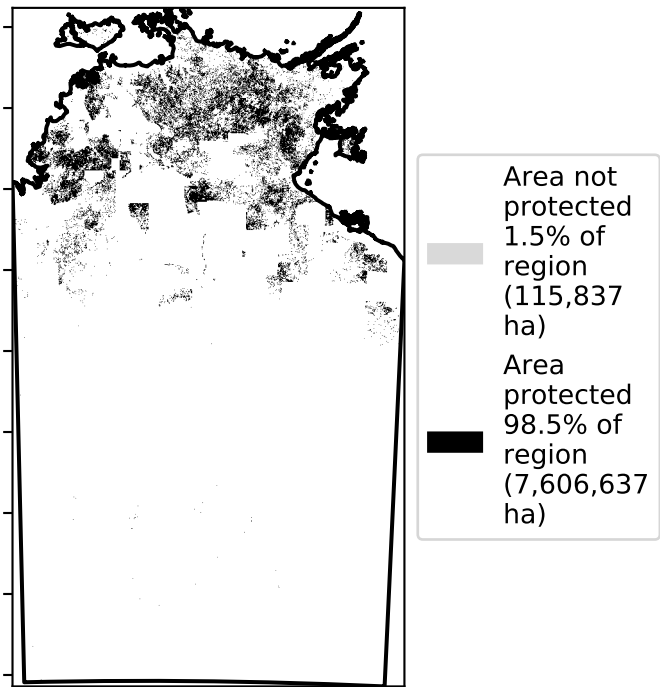 Area not
protected
1.5% of
region
(115,837
ha)
Area
protected
98.5% of
region
(7,606,637
ha)